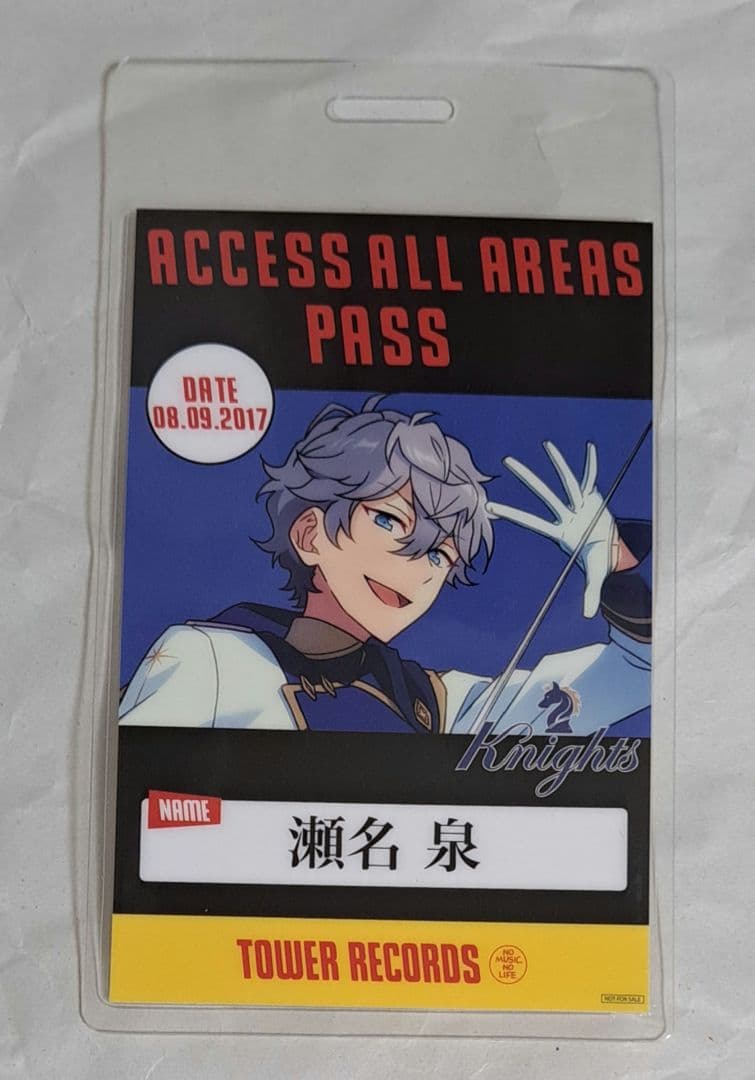 ACCESS ALL AREAS
PASS
DATE
08.09.2017
Knights
NAME
瀬名 泉
TOWER RECORDS
NO
MUSIC,
NO
LIFE
NOT FOR SALE